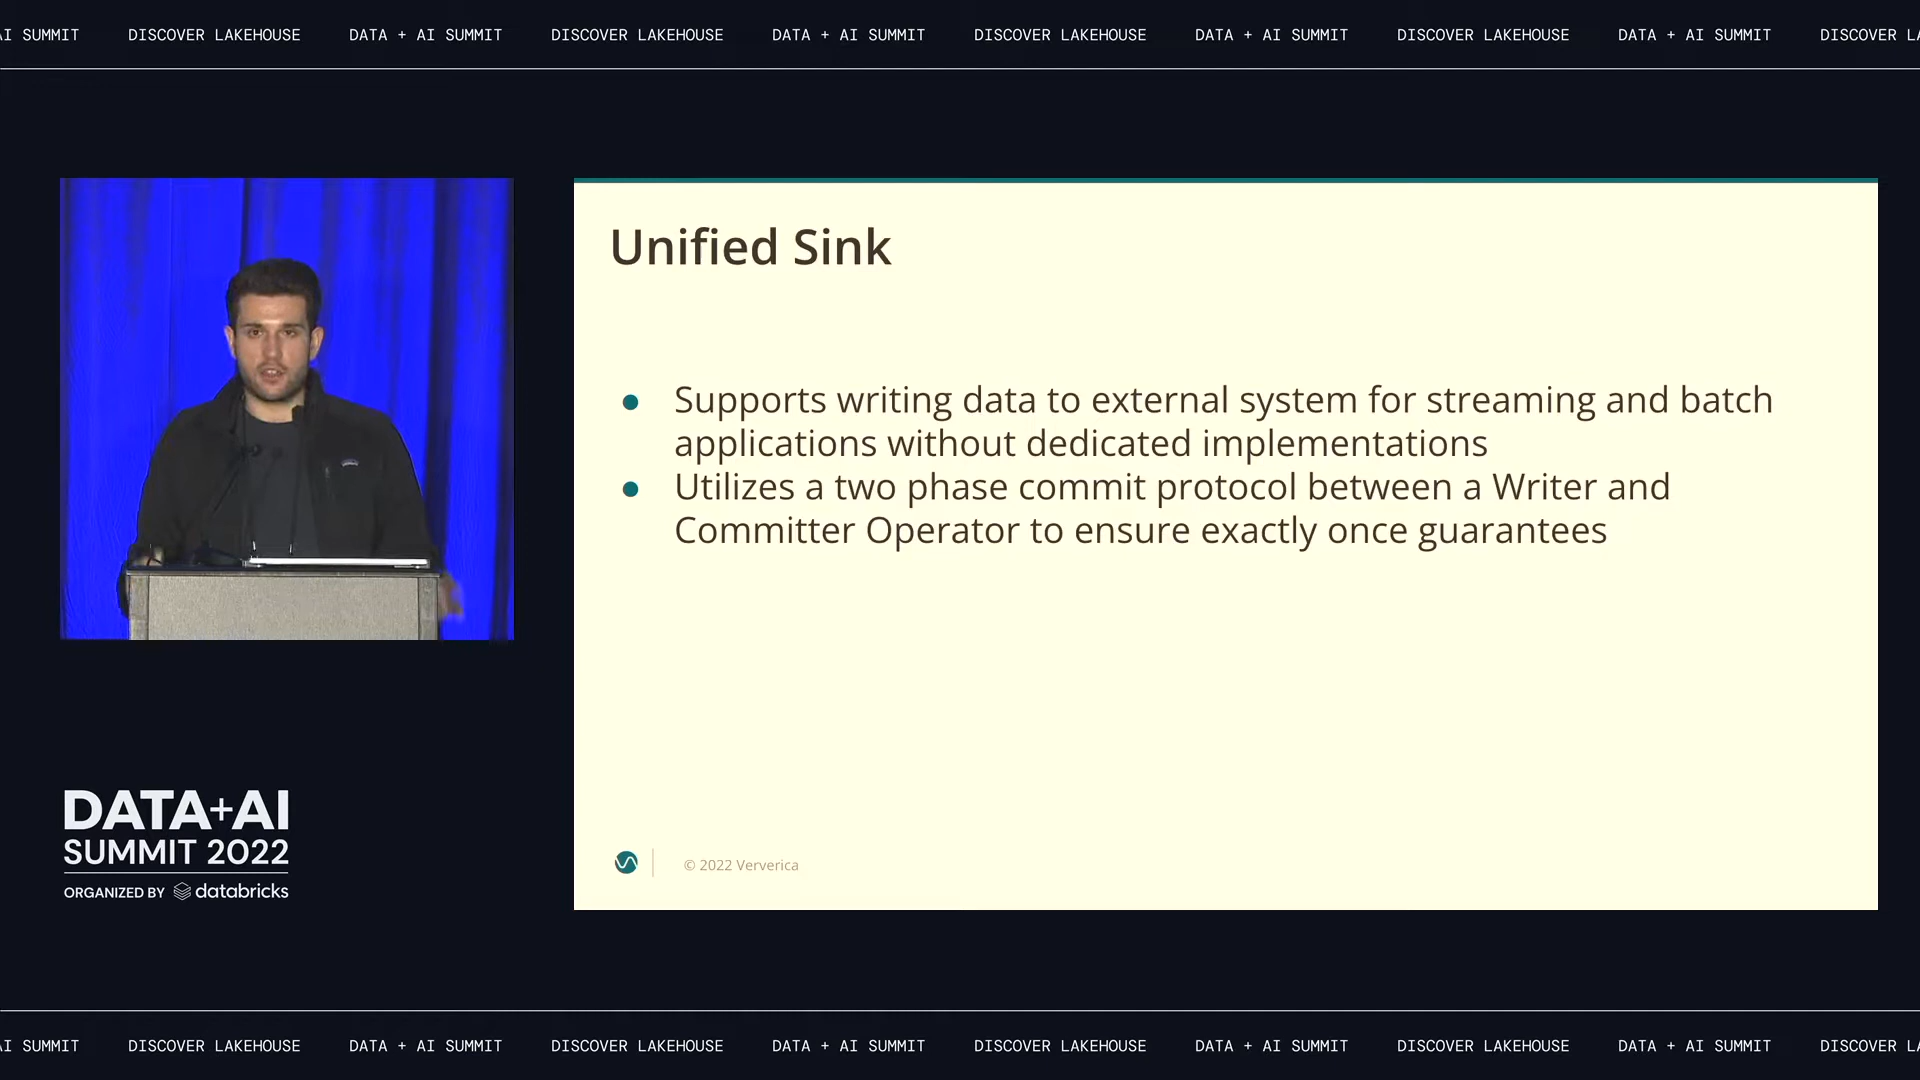 AI SUMMIT DISCOVER LAKEHOUSE DATA + AI SUMMIT DISCOVER LAKEHOUSE DATA + AI SUMMIT DISCOVER LAKEHOUSE DATA + AI SUMMIT DISCOVER LAKEHOUSE DATA + AI SUMMIT DISCOVER LA
Unified Sink
● Supports writing data to external system for streaming and batch
applications without dedicated implementations
● Utilizes a two phase commit protocol between a Writer and
Committer Operator to ensure exactly once guarantees
© 2022 Ververica
DATA+AI
SUMMIT 2022
ORGANIZED BY databricks
AI SUMMIT DISCOVER LAKEHOUSE DATA + AI SUMMIT DISCOVER LAKEHOUSE DATA + AI SUMMIT DISCOVER LAKEHOUSE DATA + AI SUMMIT DISCOVER LAKEHOUSE DATA + AI SUMMIT DISCOVER LA